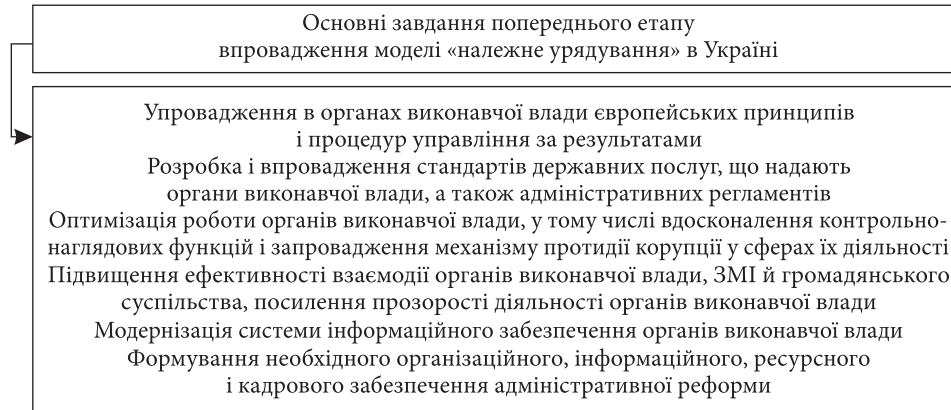 Основні завдання попереднього етапу
впровадження моделі «належне урядування» в Україні
Упровадження в органах виконавчої влади європейських принципів
і процедур управління за результатами
Розробка і впровадження стандартів державних послуг, що надають
органи виконавчої влади, а також адміністративних регламентів
Оптимізація роботи органів виконавчої влади, у тому числі вдосконалення контрольно-
наглядових функцій і запровадження механізму протидії корупції у сферах їх діяльності
Підвищення ефективності взаємодії органів виконавчої влади, ЗМІ й громадянського
суспільства, посилення прозорості діяльності органів виконавчої влади
Модернізація системи інформаційного забезпечення органів виконавчої влади
Формування необхідного організаційного, інформаційного, ресурсного
і кадрового забезпечення адміністративної реформи